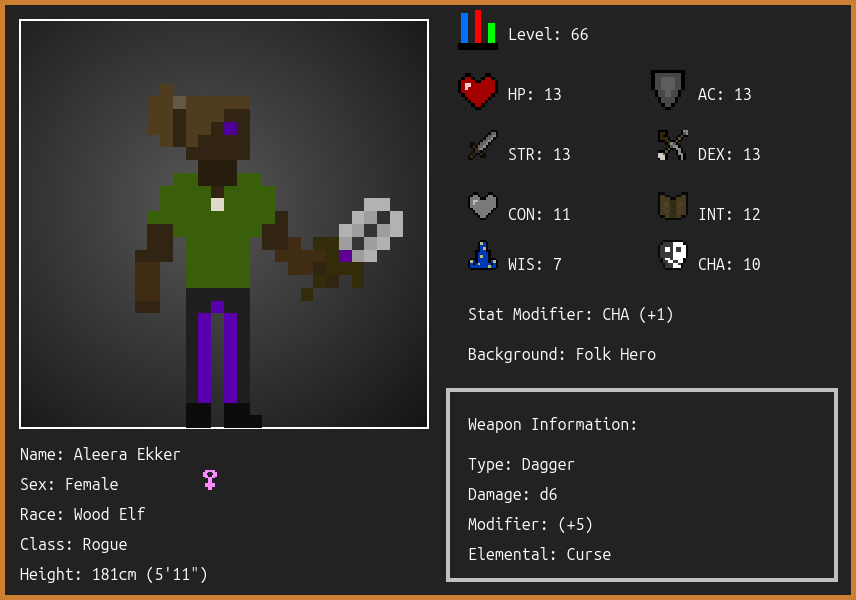 Level: 66
HP: 13
AC: 13
STR: 13
DEX: 13
CON: 11
INT: 12
WIS: 7
CHA: 10
Stat Modifier: CHA (+1)
Background: Folk Hero
Weapon Information:
Type: Dagger
Damage: d6
Modifier: (+5)
Elemental: Curse
Name: Aleera Ekker
Sex: Female
Race: Wood Elf
Class: Rogue
Height: 181cm (5'11")